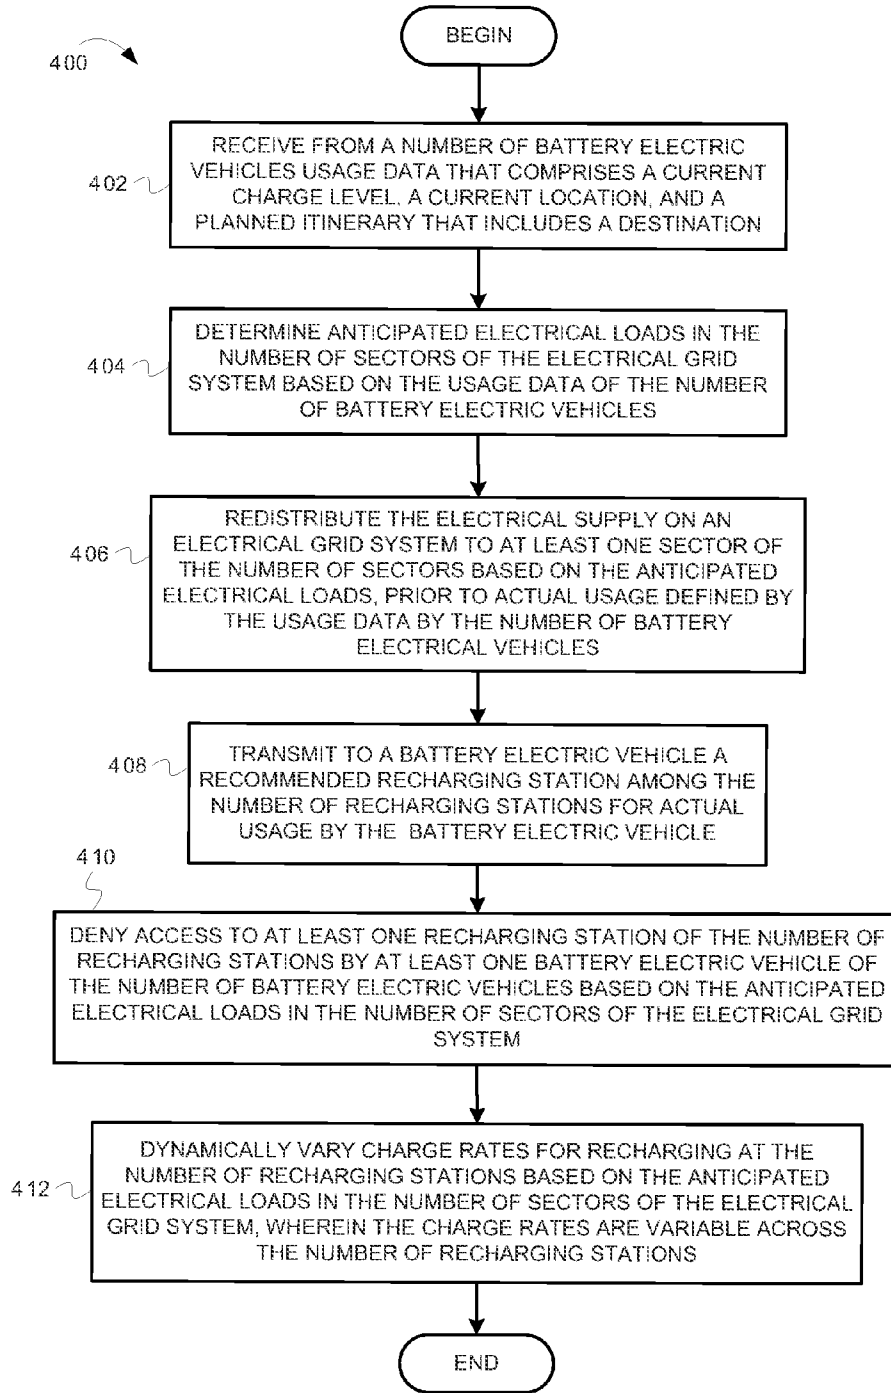 BEGIN
400
402
RECEIVE FROM A NUMBER OF BATTERY ELECTRIC
VEHICLES USAGE DATA THAT COMPRISES A CURRENT
CHARGE LEVEL, A CURRENT LOCATION, AND A
PLANNED ITINERARY THAT INCLUDES A DESTINATION
404
DETERMINE ANTICIPATED ELECTRICAL LOADS IN THE
NUMBER OF SECTORS OF THE ELECTRICAL GRID
SYSTEM BASED ON THE USAGE DATA OF THE NUMBER
OF BATTERY ELECTRIC VEHICLES
406
REDISTRIBUTE THE ELECTRICAL SUPPLY ON AN
ELECTRICAL GRID SYSTEM TO AT LEAST ONE SECTOR OF
THE NUMBER OF SECTORS BASED ON THE ANTICIPATED
ELECTRICAL LOADS, PRIOR TO ACTUAL USAGE DEFINED BY
THE USAGE DATA BY THE NUMBER OF BATTERY
ELECTRICAL VEHICLES
408
TRANSMIT TO A BATTERY ELECTRIC VEHICLE A
RECOMMENDED RECHARGING STATION AMONG THE
NUMBER OF RECHARGING STATIONS FOR ACTUAL
USAGE BY THE BATTERY ELECTRIC VEHICLE
410
DENY ACCESS TO AT LEAST ONE RECHARGING STATION OF THE NUMBER OF
RECHARGING STATIONS BY AT LEAST ONE BATTERY ELECTRIC VEHICLE OF
THE NUMBER OF BATTERY ELECTRIC VEHICLES BASED ON THE ANTICIPATED
ELECTRICAL LOADS IN THE NUMBER OF SECTORS OF THE ELECTRICAL GRID
SYSTEM
412
DYNAMICALLY VARY CHARGE RATES FOR RECHARGING AT THE
NUMBER OF RECHARGING STATIONS BASED ON THE ANTICIPATED
ELECTRICAL LOADS IN THE NUMBER OF SECTORS OF THE ELECTRICAL
GRID SYSTEM, WHEREIN THE CHARGE RATES ARE VARIABLE ACROSS
THE NUMBER OF RECHARGING STATIONS
END